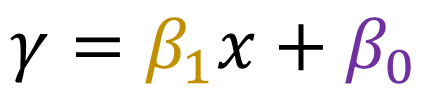 γ = β₁x + β₀